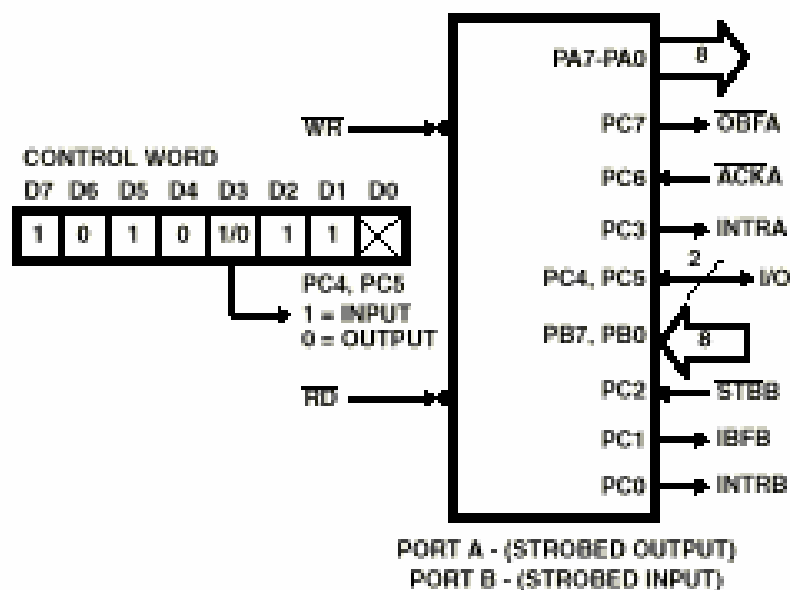 PA7-PA0
8
WR
PC7
OBFA
CONTROL WORD
D7 D6 D5 D4 D3 D2 D1 D0
PC6
ACKA
1 0 1 0 1/0 1 1
PC3
INTRA
2
PC4, PC5
1 = INPUT
0 = OUTPUT
PC4, PC5
I/O
PB7, PB0
8
RD
PC2
STBB
PC1
IBFB
PC0
INTRB
PORT A - (STROBED OUTPUT)
PORT B - (STROBED INPUT)